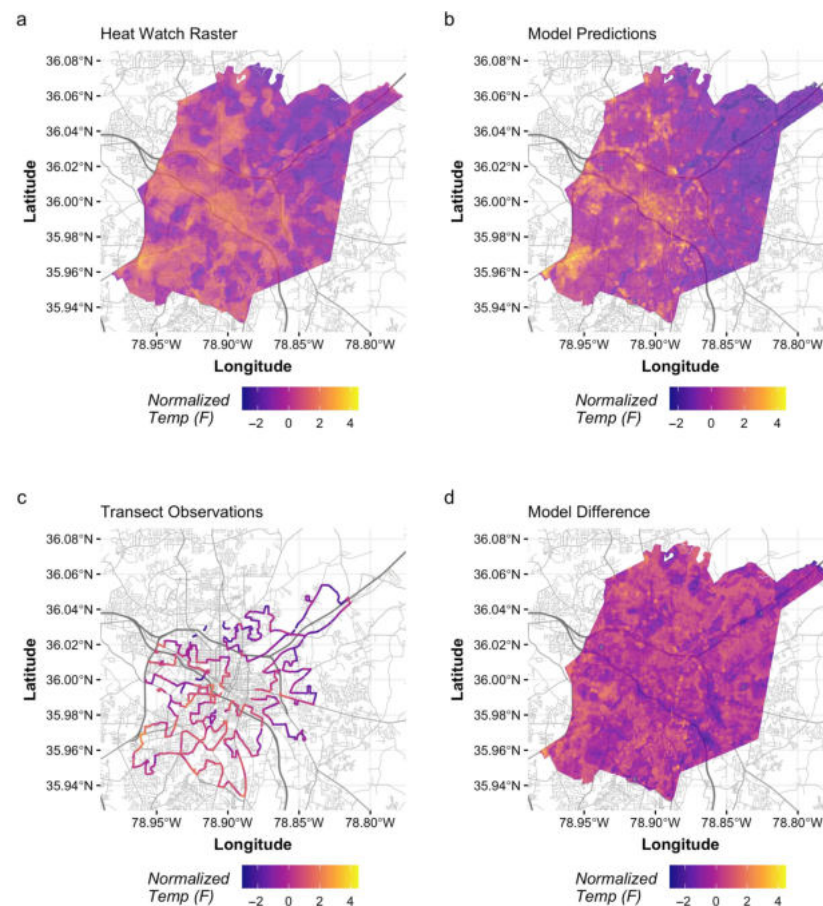 a
Heat Watch Raster
36.08°N
36.06°N
36.04°N
36.02°N
36.00°N
35.98°N
35.96°N
35.94°N
Latitude
78.95°W 78.90°W 78.85°W 78.80°W
Longitude
Normalized
Temp (F)
−2 0 2 4
b
Model Predictions
36.08°N
36.06°N
36.04°N
36.02°N
36.00°N
35.98°N
35.96°N
35.94°N
Latitude
78.95°W 78.90°W 78.85°W 78.80°W
Longitude
Normalized
Temp (F)
−2 0 2 4
c
Transect Observations
36.08°N
36.06°N
36.04°N
36.02°N
36.00°N
35.98°N
35.96°N
35.94°N
Latitude
78.95°W 78.90°W 78.85°W 78.80°W
Longitude
Normalized
Temp (F)
−2 0 2 4
d
Model Difference
36.08°N
36.06°N
36.04°N
36.02°N
36.00°N
35.98°N
35.96°N
35.94°N
Latitude
78.95°W 78.90°W 78.85°W 78.80°W
Longitude
Normalized
Temp (F)
−2 0 2 4